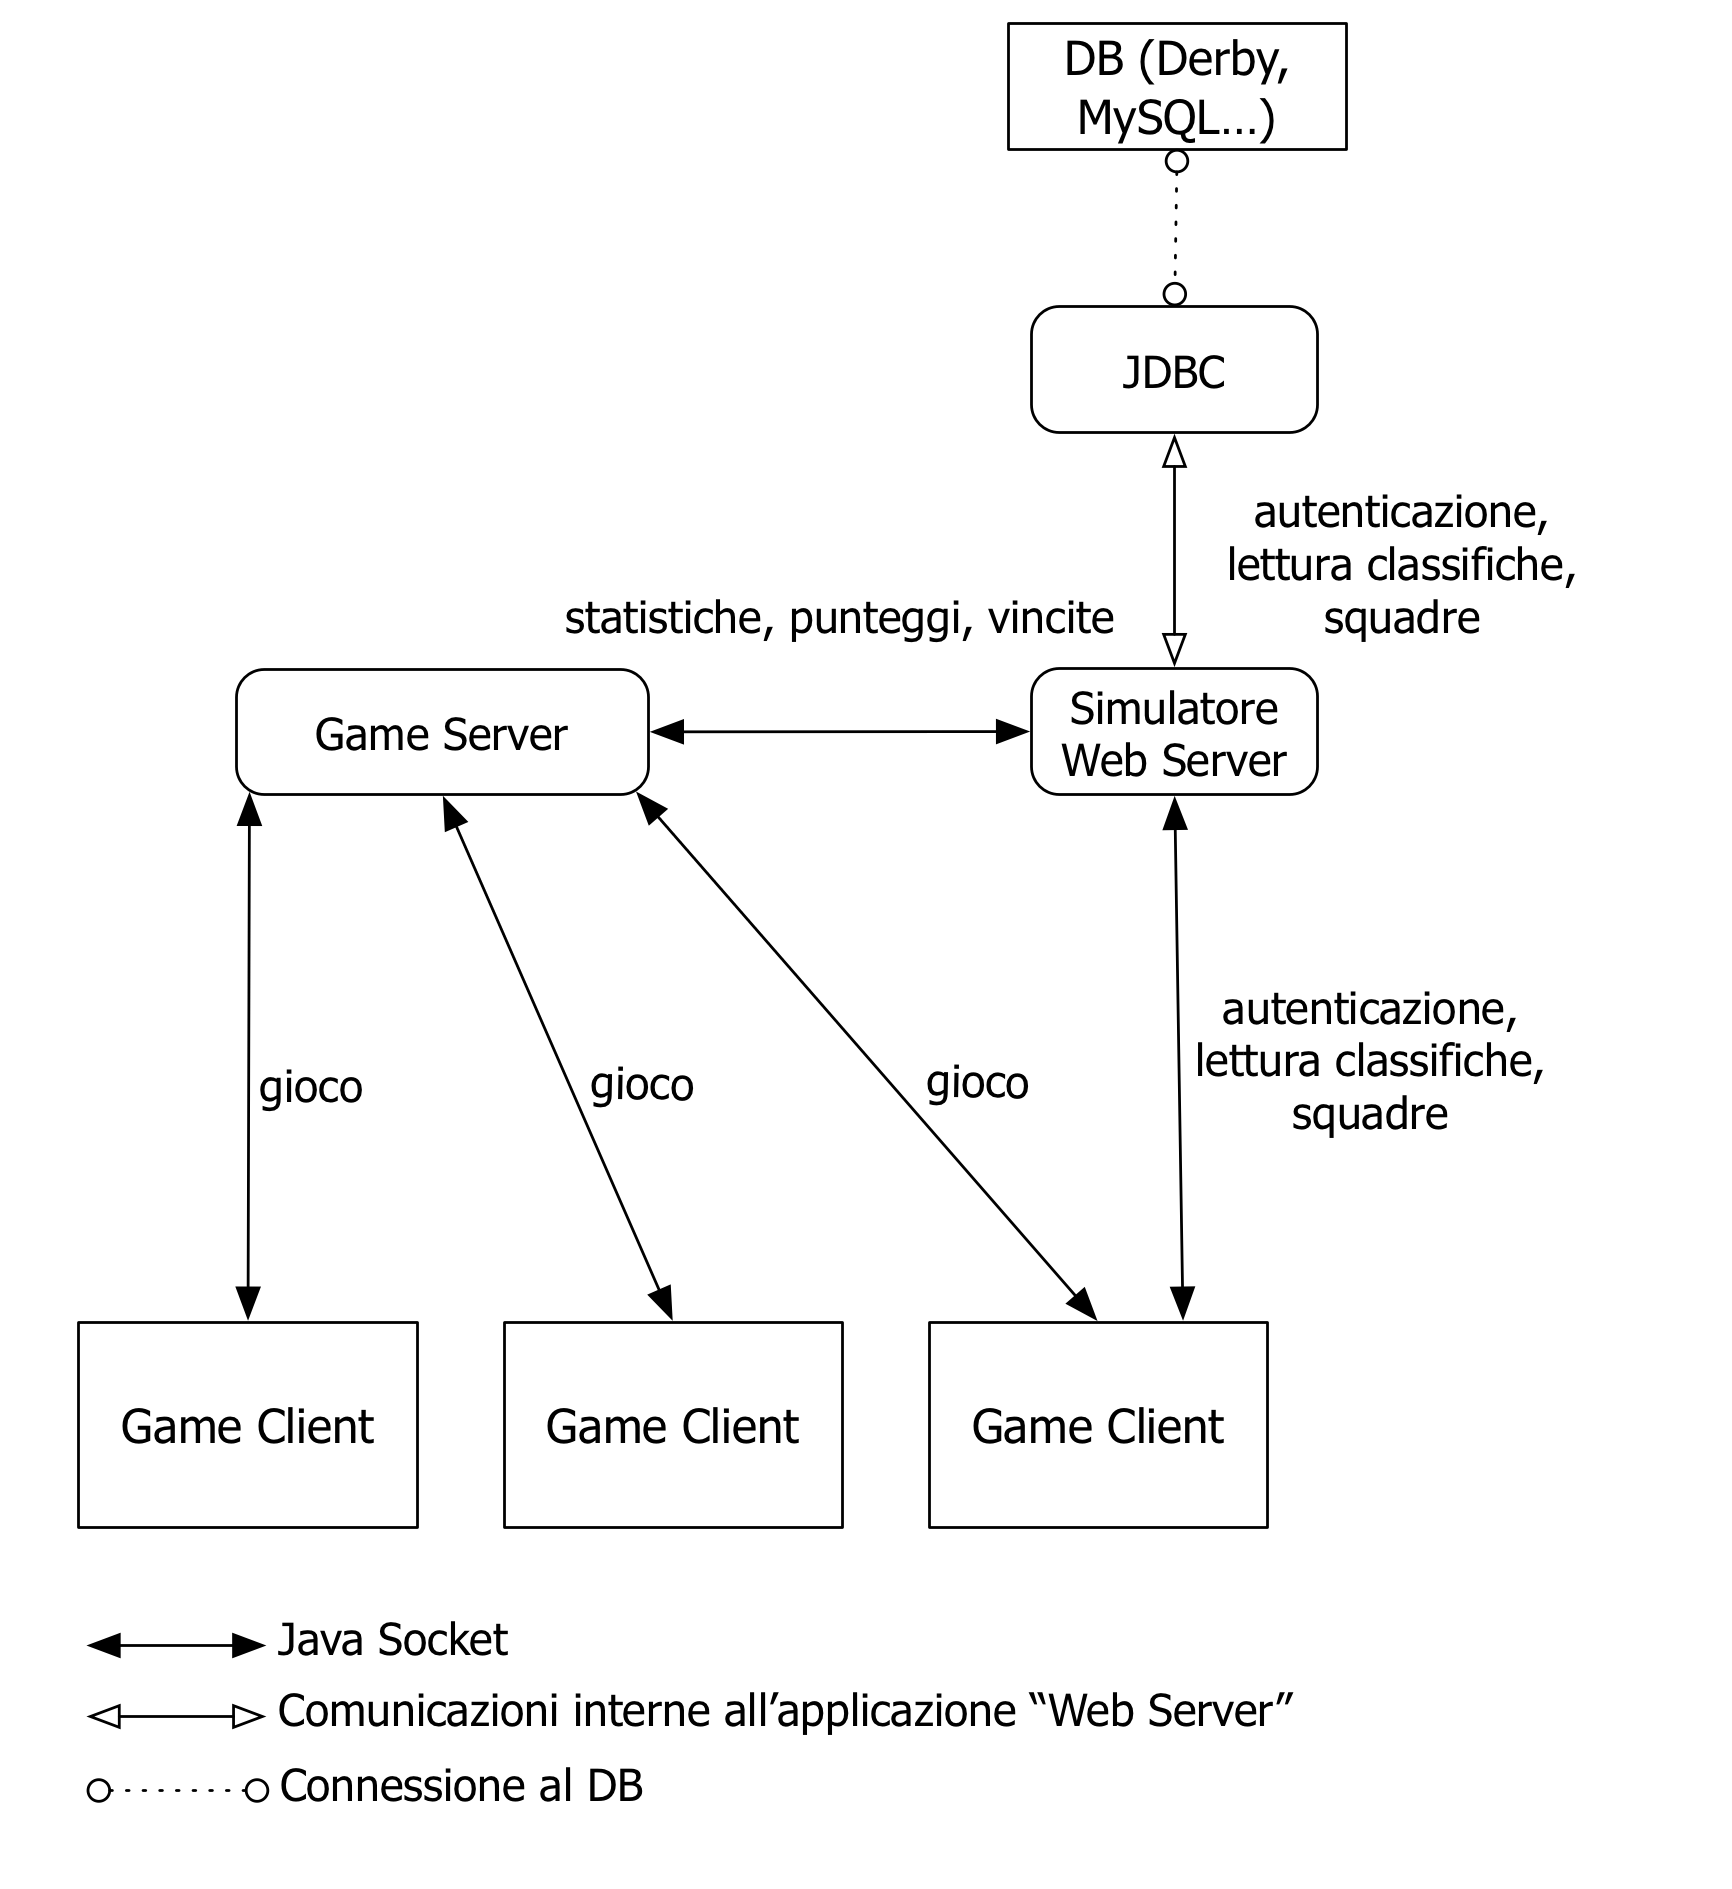 DB (Derby,
MySQL...)
JDBC
autenticazione,
lettura classifiche,
squadre
statistiche, punteggi, vincite
Game Server
Simulatore
Web Server
gioco
gioco
gioco
autenticazione,
lettura classifiche,
squadre
Game Client
Game Client
Game Client
Java Socket
Comunicazioni interne all’applicazione “Web Server”
Connessione al DB